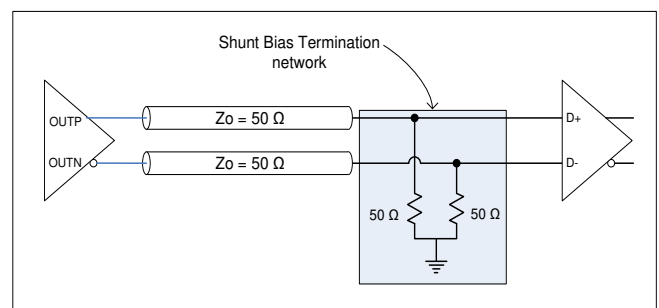 Shunt Bias Termination
network
OUTP
Zo = 50 Ω
D+
OUTN
Zo = 50 Ω
D-
50 Ω
50 Ω